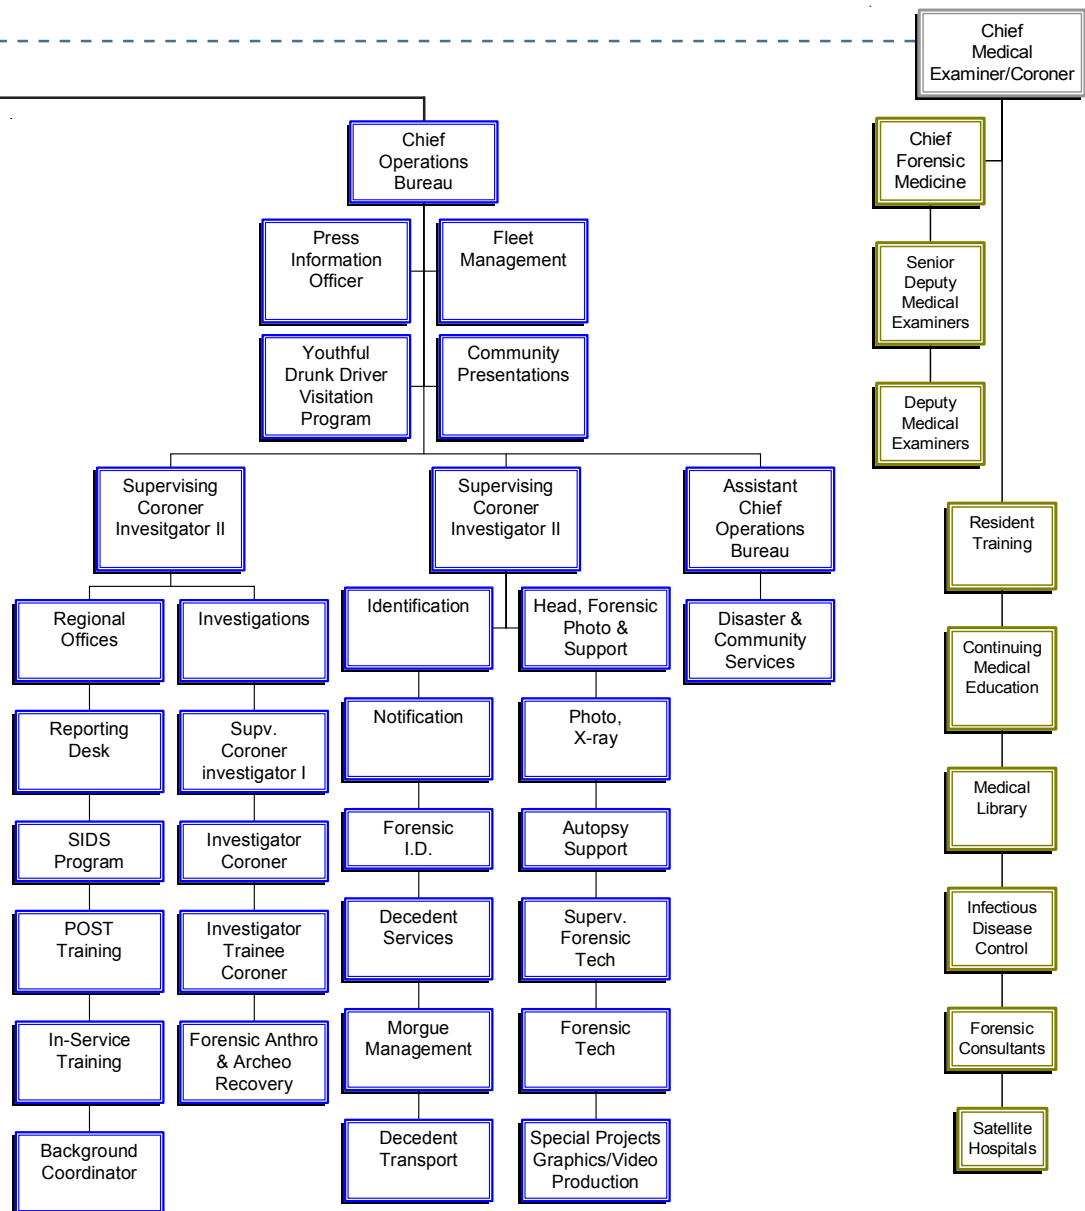 Chief
Medical
Examiner/Coroner
Chief
Operations
Bureau
Chief
Forensic
Medicine
Press
Information
Officer
Fleet
Management
Senior
Deputy
Medical
Examiners
Youthful
Drunk Driver
Visitation
Program
Community
Presentations
Deputy
Medical
Examiners
Supervising
Coroner
Invesitgator II
Supervising
Coroner
Investigator II
Assistant
Chief
Operations
Bureau
Resident
Training
Regional
Offices
Investigations
Identification
Head, Forensic
Photo &
Support
Disaster &
Community
Services
Continuing
Medical
Education
Reporting
Desk
Supv.
Coroner
investigator I
Notification
Photo,
X-ray
Medical
Library
SIDS
Program
Investigator
Coroner
Forensic
I.D.
Autopsy
Support
Infectious
Disease
Control
POST
Training
Investigator
Trainee
Coroner
Decedent
Services
Superv.
Forensic
Tech
Forensic
Consultants
In-Service
Training
Forensic Anthro
& Archeo
Recovery
Morgue
Management
Forensic
Tech
Satellite
Hospitals
Background
Coordinator
Decedent
Transport
Special Projects
Graphics/Video
Production